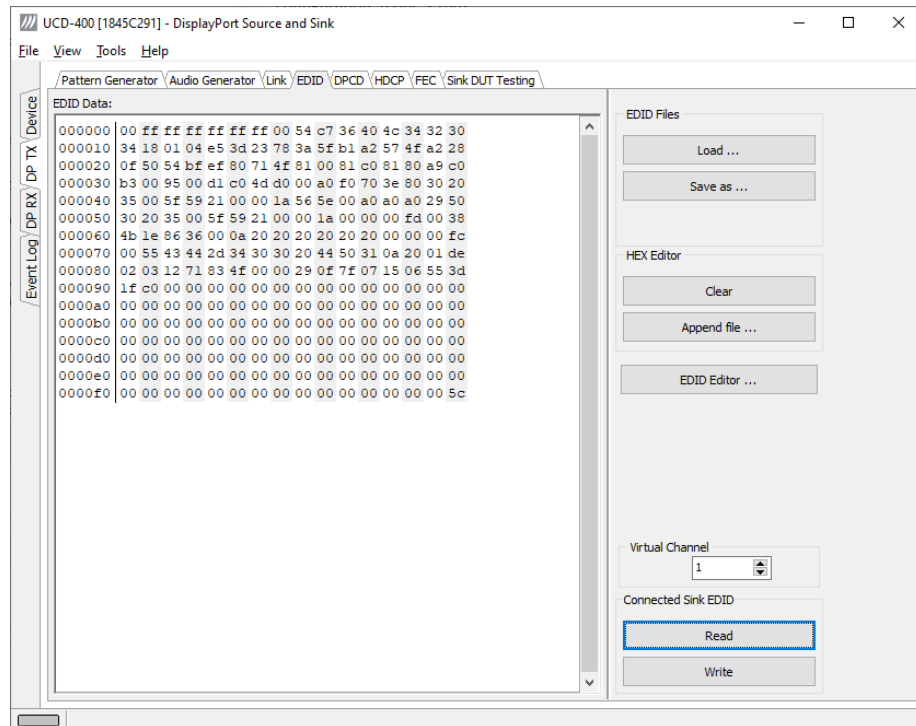 UCD-400 [1845C291] - DisplayPort Source and Sink
File View Tools Help
Pattern Generator Audio Generator Link EDID DPCD HDCP FEC Sink DUT Testing
Device
DP TX
DP RX
Event Log
EDID Data:
000000 00 ff ff ff ff ff ff 00 54 c7 36 40 4c 34 32 30
000010 34 18 01 04 e5 3d 23 78 3a 5f b1 a2 57 4f a2 28
000020 0f 50 54 bf ef 80 71 4f 81 00 81 c0 81 80 a9 c0
000030 b3 00 95 00 d1 c0 4d d0 00 a0 f0 70 3e 80 30 20
000040 35 00 5f 59 21 00 00 1a 56 5e 00 a0 a0 a0 29 50
000050 30 20 35 00 5f 59 21 00 00 1a 00 00 00 fd 00 38
000060 4b 1e 86 36 00 0a 20 20 20 20 20 20 00 00 00 fc
000070 00 55 43 44 2d 34 30 30 20 44 50 31 0a 20 01 de
000080 02 03 12 71 83 4f 00 00 29 0f 7f 07 15 06 55 3d
000090 1f c0 00 00 00 00 00 00 00 00 00 00 00 00 00 00
0000a0 00 00 00 00 00 00 00 00 00 00 00 00 00 00 00 00
0000b0 00 00 00 00 00 00 00 00 00 00 00 00 00 00 00 00
0000c0 00 00 00 00 00 00 00 00 00 00 00 00 00 00 00 00
0000d0 00 00 00 00 00 00 00 00 00 00 00 00 00 00 00 00
0000e0 00 00 00 00 00 00 00 00 00 00 00 00 00 00 00 00
0000f0 00 00 00 00 00 00 00 00 00 00 00 00 00 00 00 5c
EDID Files
Load ...
Save as ...
HEX Editor
Clear
Append file ...
EDID Editor ...
Virtual Channel
1
Connected Sink EDID
Read
Write